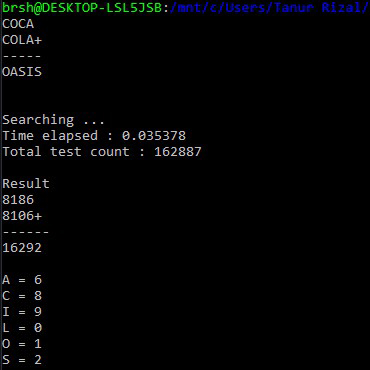 brsh@DESKTOP-LSL5JSB:/mnt/c/Users/Tanur Rizal/
COCA
COLA+
-----
OASIS
Searching ...
Time elapsed : 0.035378
Total test count : 162887
Result
8186
8106+
------
16292
A = 6
C = 8
I = 9
L = 0
O = 1
S = 2